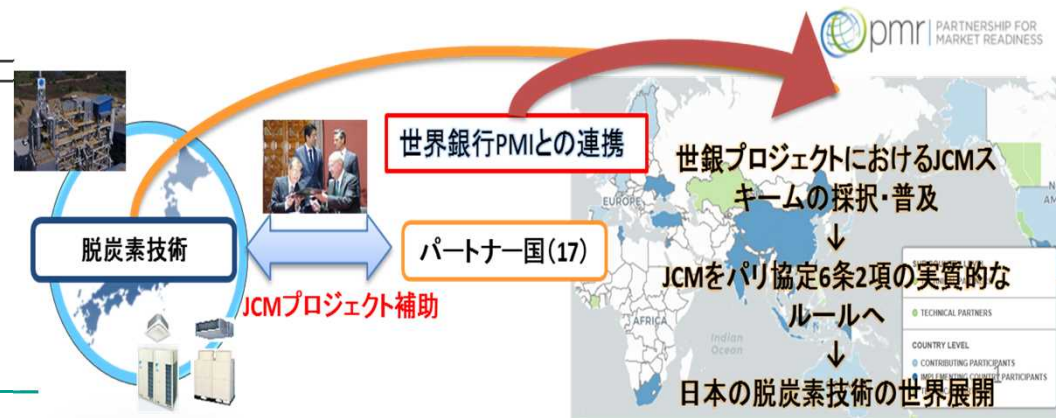 pmr
PARTNERSHIP FOR
MARKET READINESS
世界銀行PMIとの連携
脱炭素技術
パートナー国(17)
JCMプロジェクト補助
世銀プロジェクトにおけるJCMス
キームの採択・普及
↓
JCMをパリ協定6条2項の実質的な
ルールへ
↓
日本の脱炭素技術の世界展開
EUROPE
AFRICA
Indian
Ocean
TECHNICAL PARTNERS
COUNTRY LEVEL
CONTRIBUTING PARTICIPANTS
IMPLEMENTING COUNTRY PARTICIPANTS
1